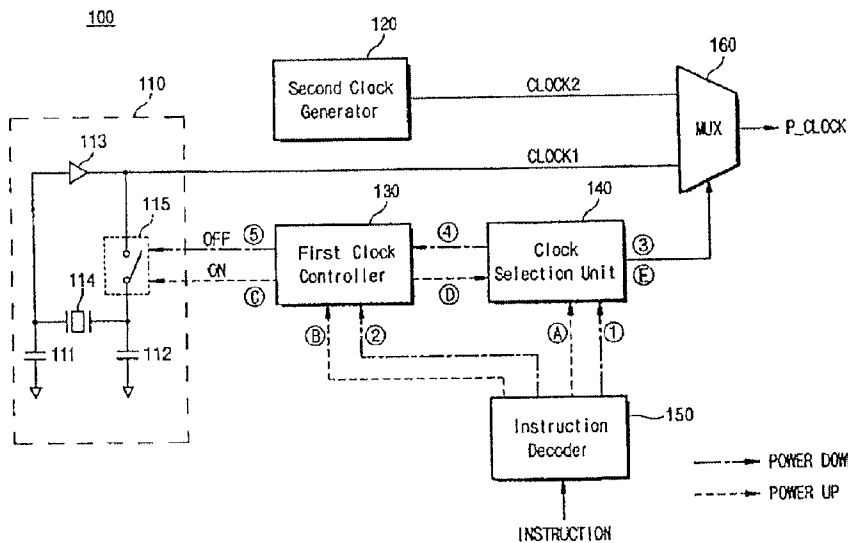 100
120
160
110
Second Clock
Generator
CLOCK2
MUX
P_CLOCK
113
CLOCK1
130
140
115
OFF
⑤
④
③
First Clock
Controller
Clock
Selection Unit
ON
Ⓒ
Ⓓ
Ⓔ
114
Ⓑ
②
Ⓐ
①
111
112
150
Instruction
Decoder
POWER DOWN
POWER UP
INSTRUCTION